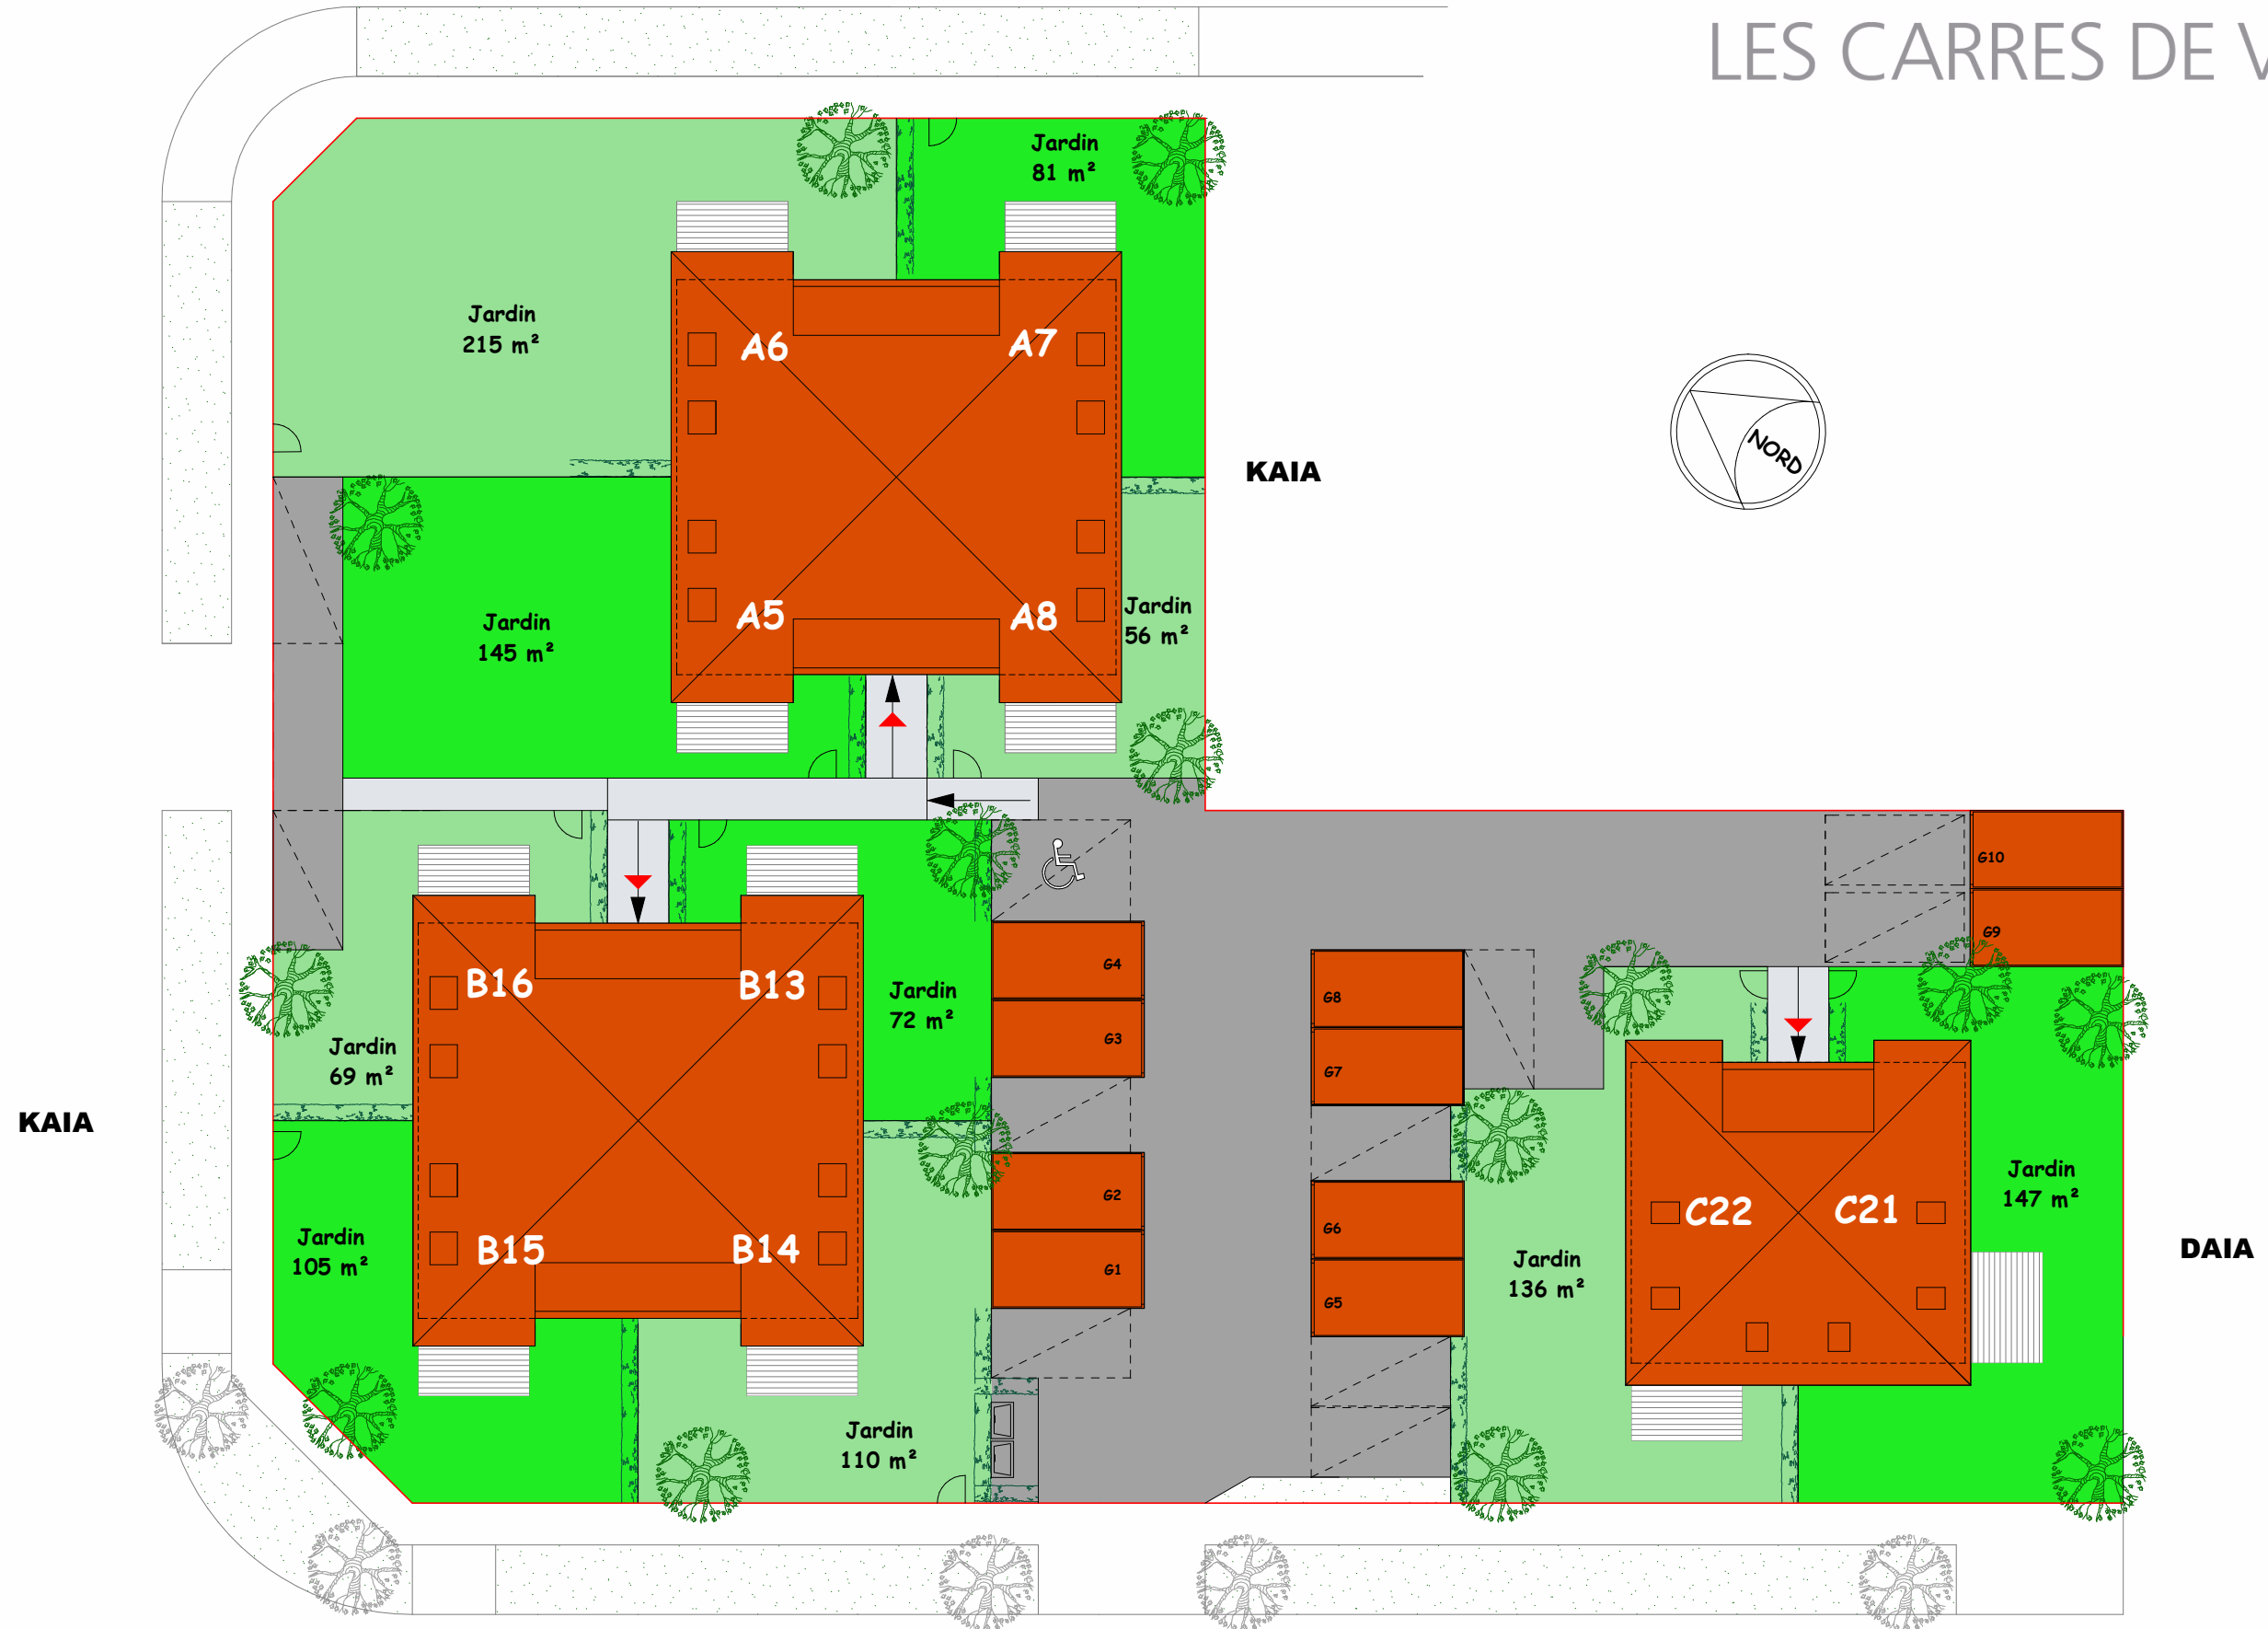 LES CARRES DE V
Jardin
81 m²
Jardin
215 m²
A6
A7
KAIA
NORD
Jardin
145 m²
A5
A8
Jardin
56 m²
G10
G9
B16
B13
Jardin
72 m²
G4
G3
G8
G7
Jardin
69 m²
KAIA
Jardin
147 m²
C22
C21
G2
G1
G6
G5
Jardin
105 m²
B15
B14
Jardin
136 m²
DAIA
Jardin
110 m²